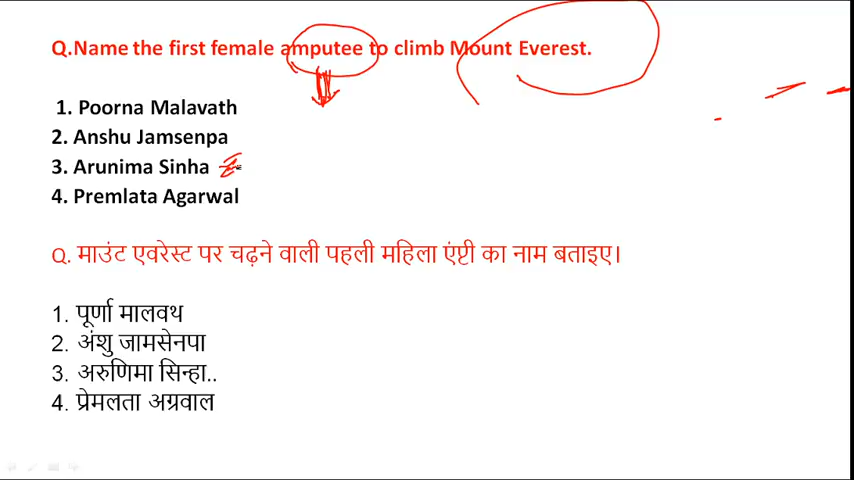 Q.Name the first female amputee to climb Mount Everest.
1. Poorna Malavath
2. Anshu Jamsenpa
3. Arunima Sinha
4. Premlata Agarwal
Q. माउंट एवरेस्ट पर चढ़ने वाली पहली महिला एंप्टी का नाम बताइए।
1. पूर्णा मालवथ
2. अंशु जामसेनपा
3. अरुणिमा सिन्हा..
4. प्रेमलता अग्रवाल